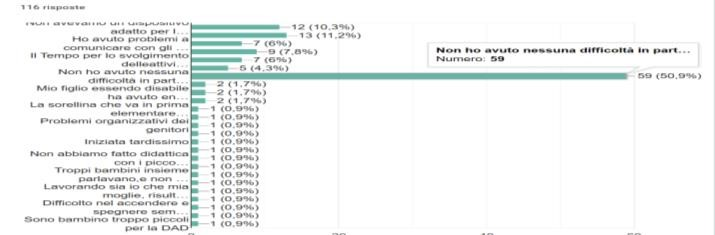 116 risposte
Non avevamo un dispositivo
adatto per l…
12 (10,3%)
13 (11,2%)
Ho avuto problemi a
comunicare con gli …
7 (6%)
9 (7,8%)
Il Tempo per lo svolgimento
delleattivi…
7 (6%)
5 (4,3%)
Non ho avuto nessuna
difficoltà in part…
59 (50,9%)
Non ho avuto nessuna difficoltà in part…
Numero: 59
Mio figlio essendo disabile
ha avuto en…
2 (1,7%)
2 (1,7%)
2 (1,7%)
La sorellina che va in prima
elementare…
1 (0,9%)
1 (0,9%)
Problemi organizzativi dei
genitori
1 (0,9%)
1 (0,9%)
Iniziata tardissimo
1 (0,9%)
1 (0,9%)
Non abbiamo fatto didattica
con i picco…
1 (0,9%)
1 (0,9%)
Troppi bambini insieme
parlavano,e non …
1 (0,9%)
1 (0,9%)
Lavorando sia io che mia
moglie, risult…
1 (0,9%)
1 (0,9%)
Difficolto nel accendere e
spegnere sem…
1 (0,9%)
1 (0,9%)
Sono bambino troppo piccoli
per la DAD
1 (0,9%)